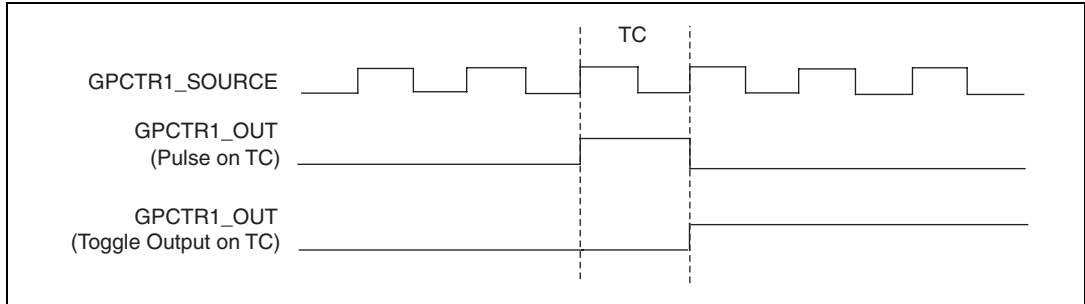 TC
GPCTR1_SOURCE
GPCTR1_OUT
(Pulse on TC)
GPCTR1_OUT
(Toggle Output on TC)